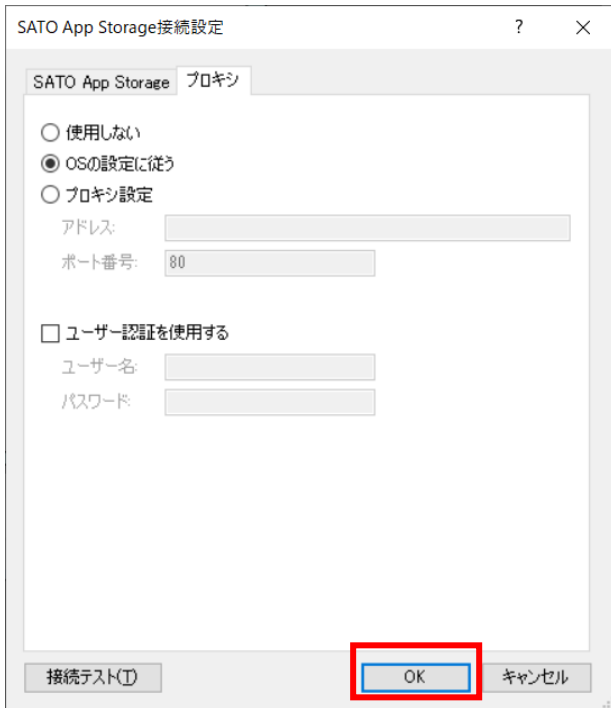 SATO App Storage接続設定
?
SATO App Storage
プロキシ
使用しない
OSの設定に従う
プロキシ設定
アドレス:
ポート番号: 80
ユーザー認証を使用する
ユーザー名:
パスワード:
接続テスト(T)
OK
キャンセル